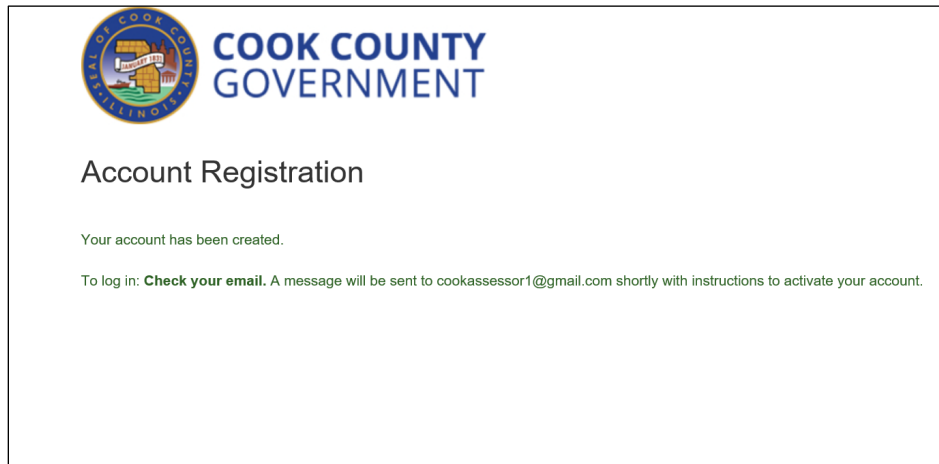 SEAL OF COOK COUNTY
JANUARY 1831
ILLINOIS
COOK COUNTY
GOVERNMENT
Account Registration
Your account has been created.
To log in: Check your email. A message will be sent to cookassessor1@gmail.com shortly with instructions to activate your account.